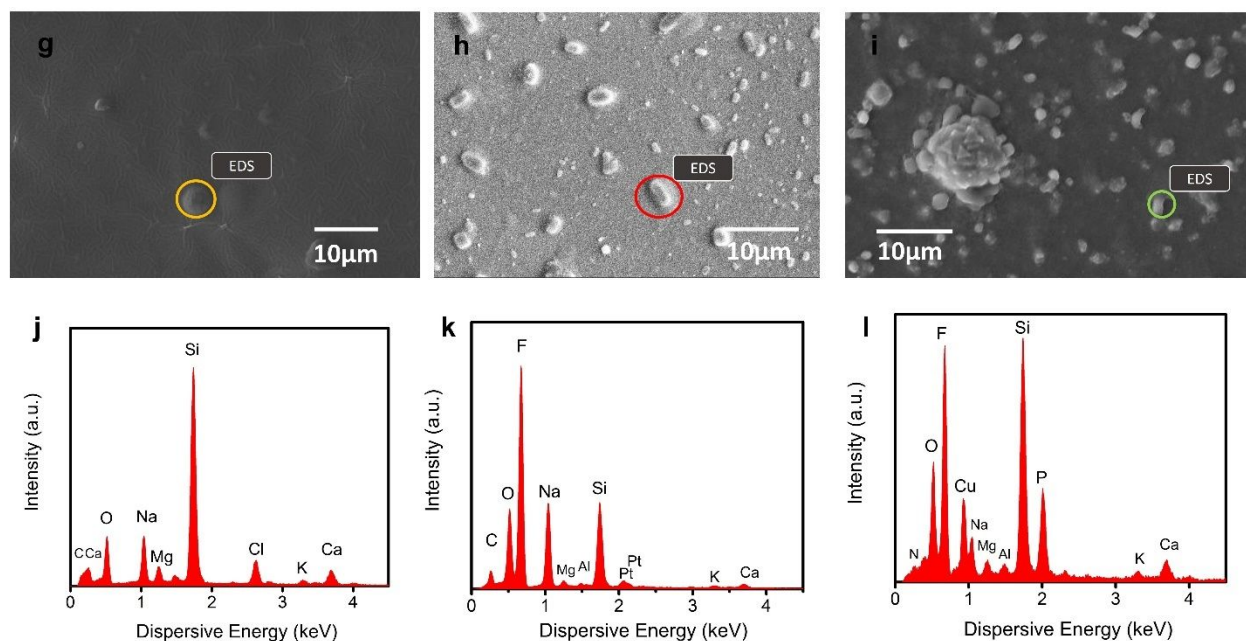 g
EDS
10μm
h
EDS
10μm
i
EDS
10μm
j
Si
O
Na
C Ca
Mg
Cl
K
Ca
Intensity (a.u.)
0 1 2 3 4
Dispersive Energy (keV)
k
F
O
Na
Si
C
Mg
Al
Pt
Pt
K
Ca
Intensity (a.u.)
0 1 2 3 4
Dispersive Energy (keV)
l
Si
F
O
Cu
P
Na
N
Mg
Al
K
Ca
Intensity (a.u.)
0 1 2 3 4
Dispersive Energy (keV)